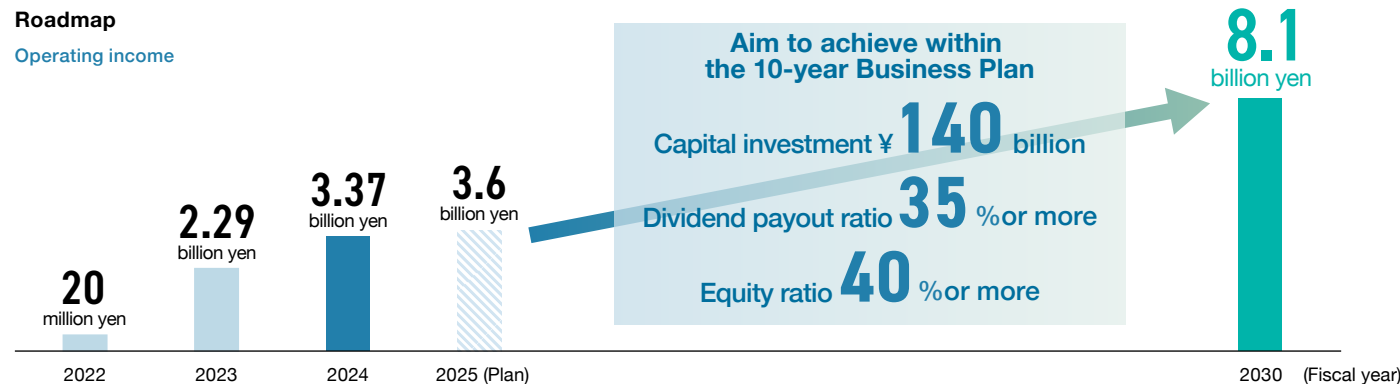 Roadmap
Operating income
20
million yen
2.29
billion yen
3.37
billion yen
3.6
billion yen
Aim to achieve within
the 10-year Business Plan
Capital investment ¥ 140 billion
Dividend payout ratio 35 % or more
Equity ratio 40 % or more
8.1
billion yen
2022 2023 2024 2025 (Plan) 2030 (Fiscal year)